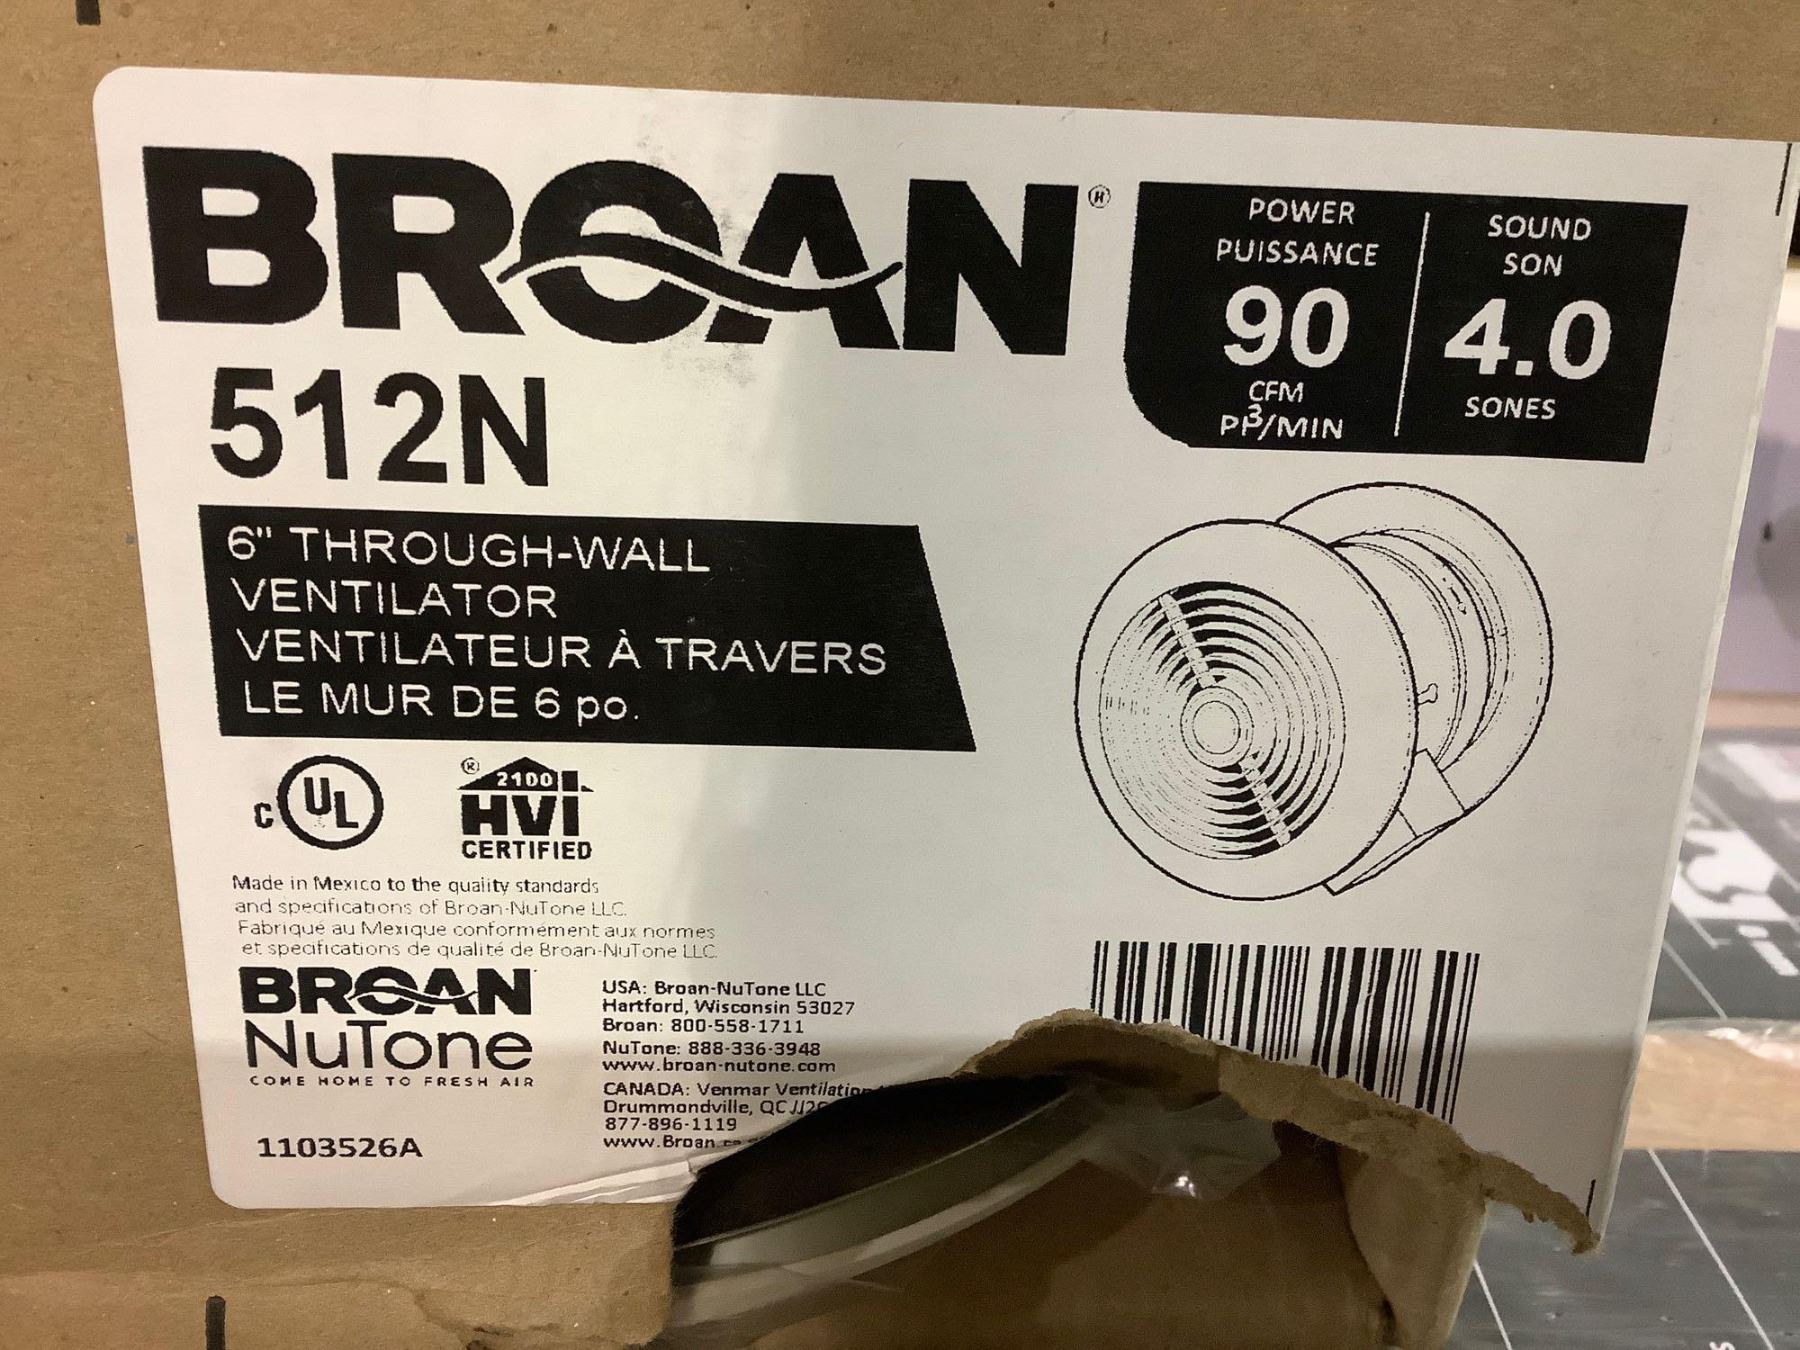 BROAN®
512N
6" THROUGH-WALL
VENTILATOR
VENTILATEUR À TRAVERS
LE MUR DE 6 po.
POWER
PUISSANCE
90
CFM
PP³/MIN
SOUND
SON
4.0
SONES
C UL
® 2100
HVI
CERTIFIED
Made in Mexico to the quality standards
and specifications of Broan-NuTone LLC.
Fabriqué au Mexique conformément aux normes
et specifications de qualité de Broan-NuTone LLC.
BROAN
NuTone
COME HOME TO FRESH AIR
1103526A
USA: Broan-NuTone LLC
Hartford, Wisconsin 53027
Broan: 800-558-1711
NuTone: 888-336-3948
www.broan-nutone.com
CANADA: Venmar Ventilation
Drummondville, QC
877-896-1119
www.Broan